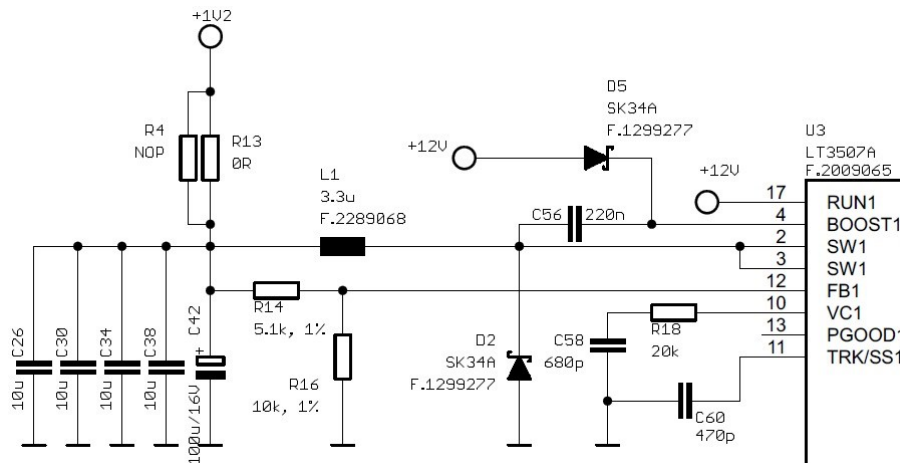 +1V2
R4
NOP
R13
0R
L1
3.3u
F.2289068
D5
SK34A
F.1299277
+12V
+12V
U3
LT3507A
F.2009065
C56
220n
17
RUN1
4
BOOST1
2
SW1
3
SW1
12
FB1
10
VC1
13
PGOOD1
11
TRK/SS1
R14
5.1k, 1%
R16
10k, 1%
D2
SK34A
F.1299277
C58
680p
R18
20k
C60
470p
C26
10u
C30
10u
C34
10u
C38
10u
C42
+
100u/16V